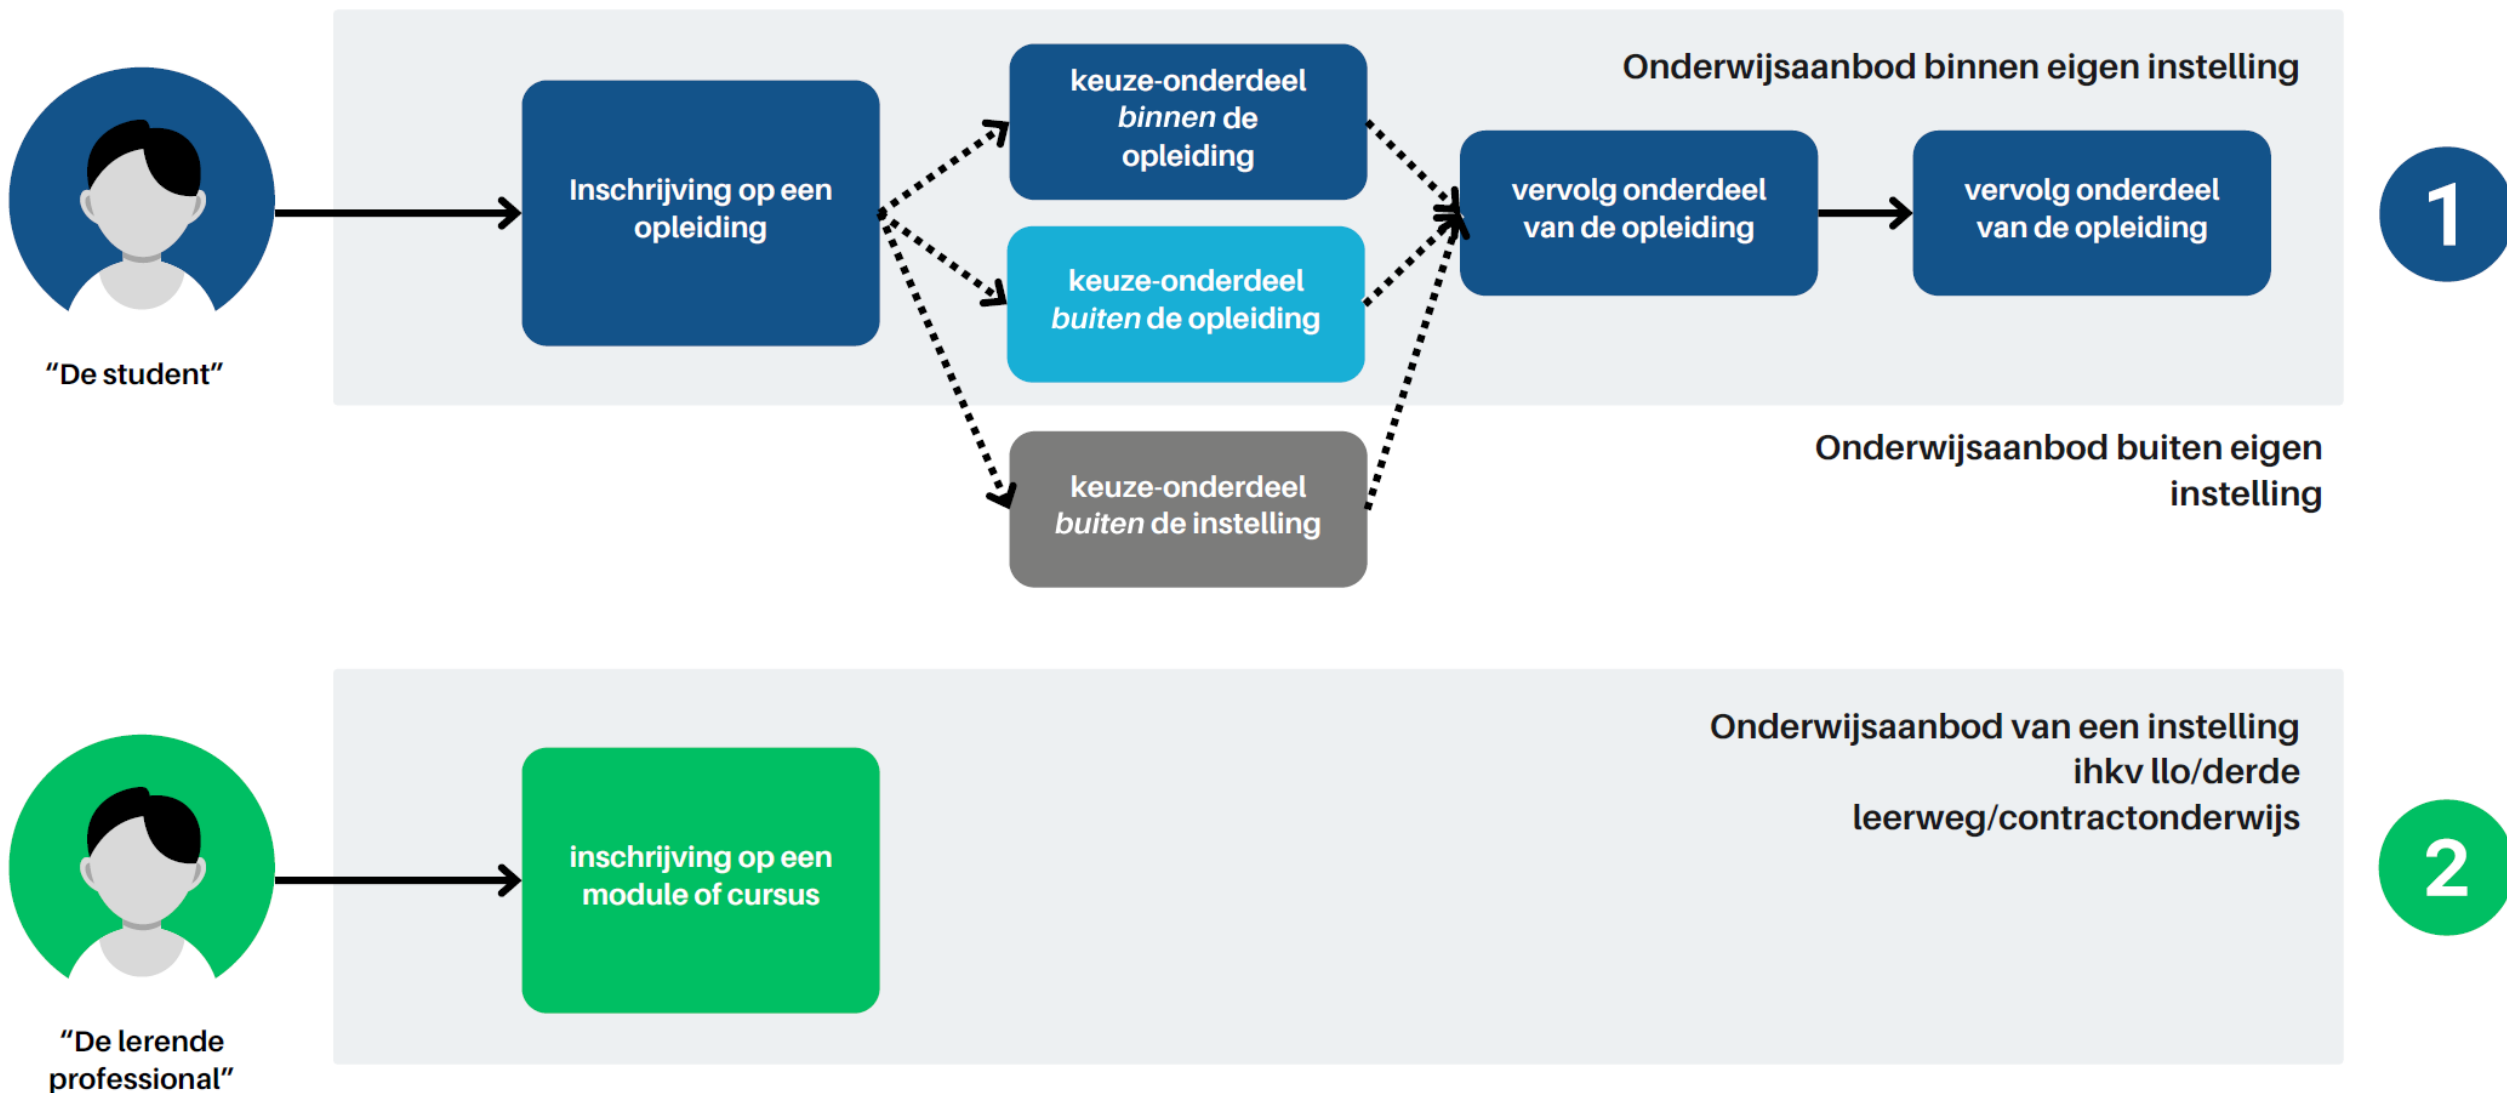 Onderwijsaanbod binnen eigen instelling
"De student"
Inschrijving op een
opleiding
keuze-onderdeel
binnen de
opleiding
keuze-onderdeel
buiten de opleiding
keuze-onderdeel
buiten de instelling
vervolg onderdeel
van de opleiding
vervolg onderdeel
van de opleiding
1
Onderwijsaanbod buiten eigen
instelling
Onderwijsaanbod van een instelling
ihkv llo/derde
leerweg/contractonderwijs
“De lerende
professional”
inschrijving op een
module of cursus
2